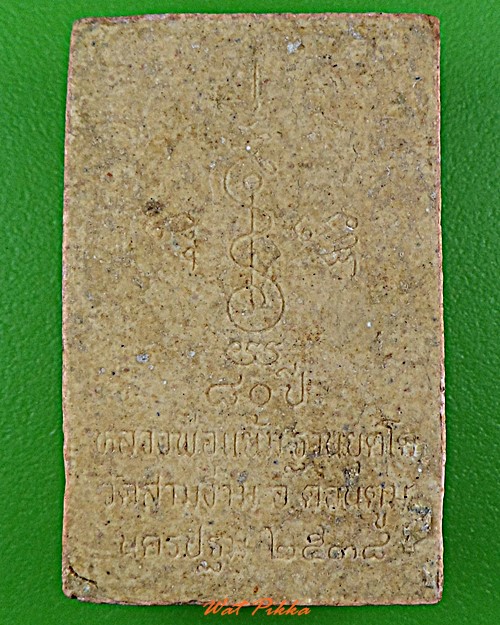 ๘๐ ปี
หลวงพ่อแย้ม ฐานยุตฺโต
วัดสามง่าม อ.ดอนตูม
นครปฐม ๒๕๓๘
Wat Pikka